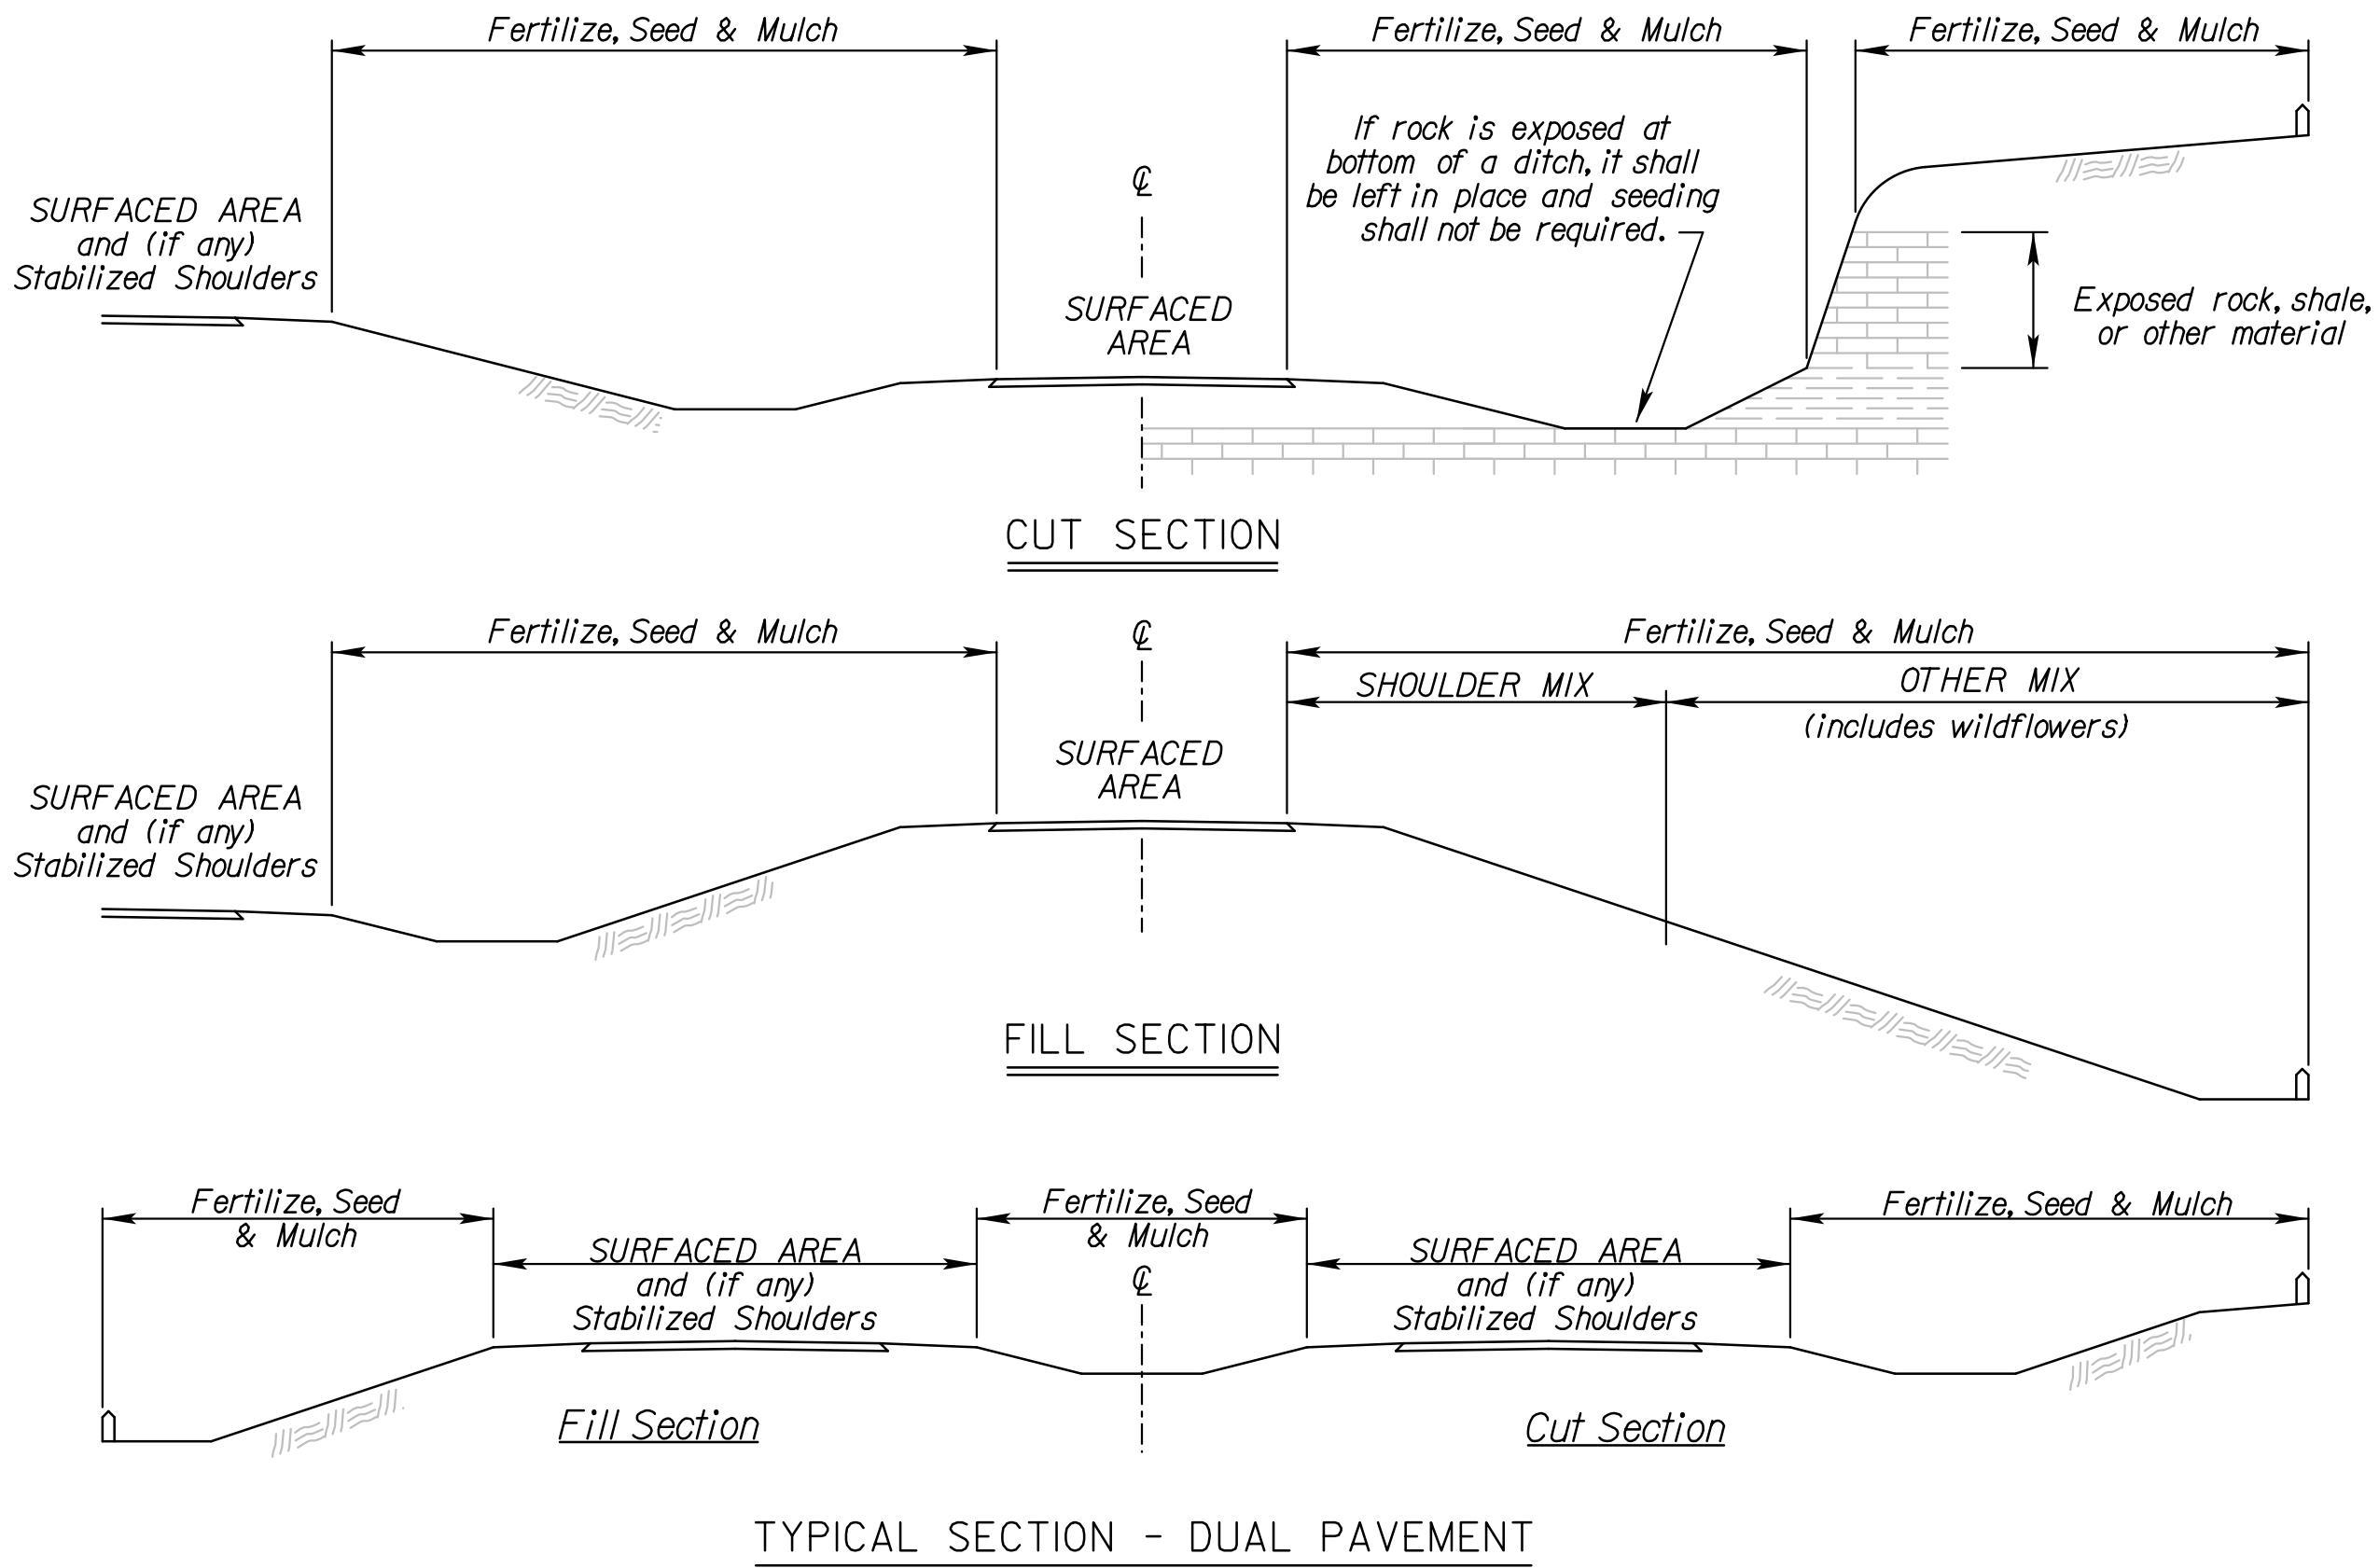 Fertilize, Seed & Mulch
Fertilize, Seed & Mulch
Fertilize, Seed & Mulch
If rock is exposed at
bottom of a ditch, it shall
be left in place and seeding
shall not be required.
℄
SURFACED AREA
and (if any)
Stabilized Shoulders
SURFACED
AREA
Exposed rock, shale,
or other material
CUT SECTION
Fertilize, Seed & Mulch
℄
Fertilize, Seed & Mulch
SHOULDER MIX
OTHER MIX
(includes wildflowers)
SURFACED
AREA
SURFACED AREA
and (if any)
Stabilized Shoulders
FILL SECTION
Fertilize, Seed
& Mulch
Fertilize, Seed
& Mulch
Fertilize, Seed & Mulch
SURFACED AREA
and (if any)
Stabilized Shoulders
℄
SURFACED AREA
and (if any)
Stabilized Shoulders
Fill Section
Cut Section
TYPICAL SECTION - DUAL PAVEMENT